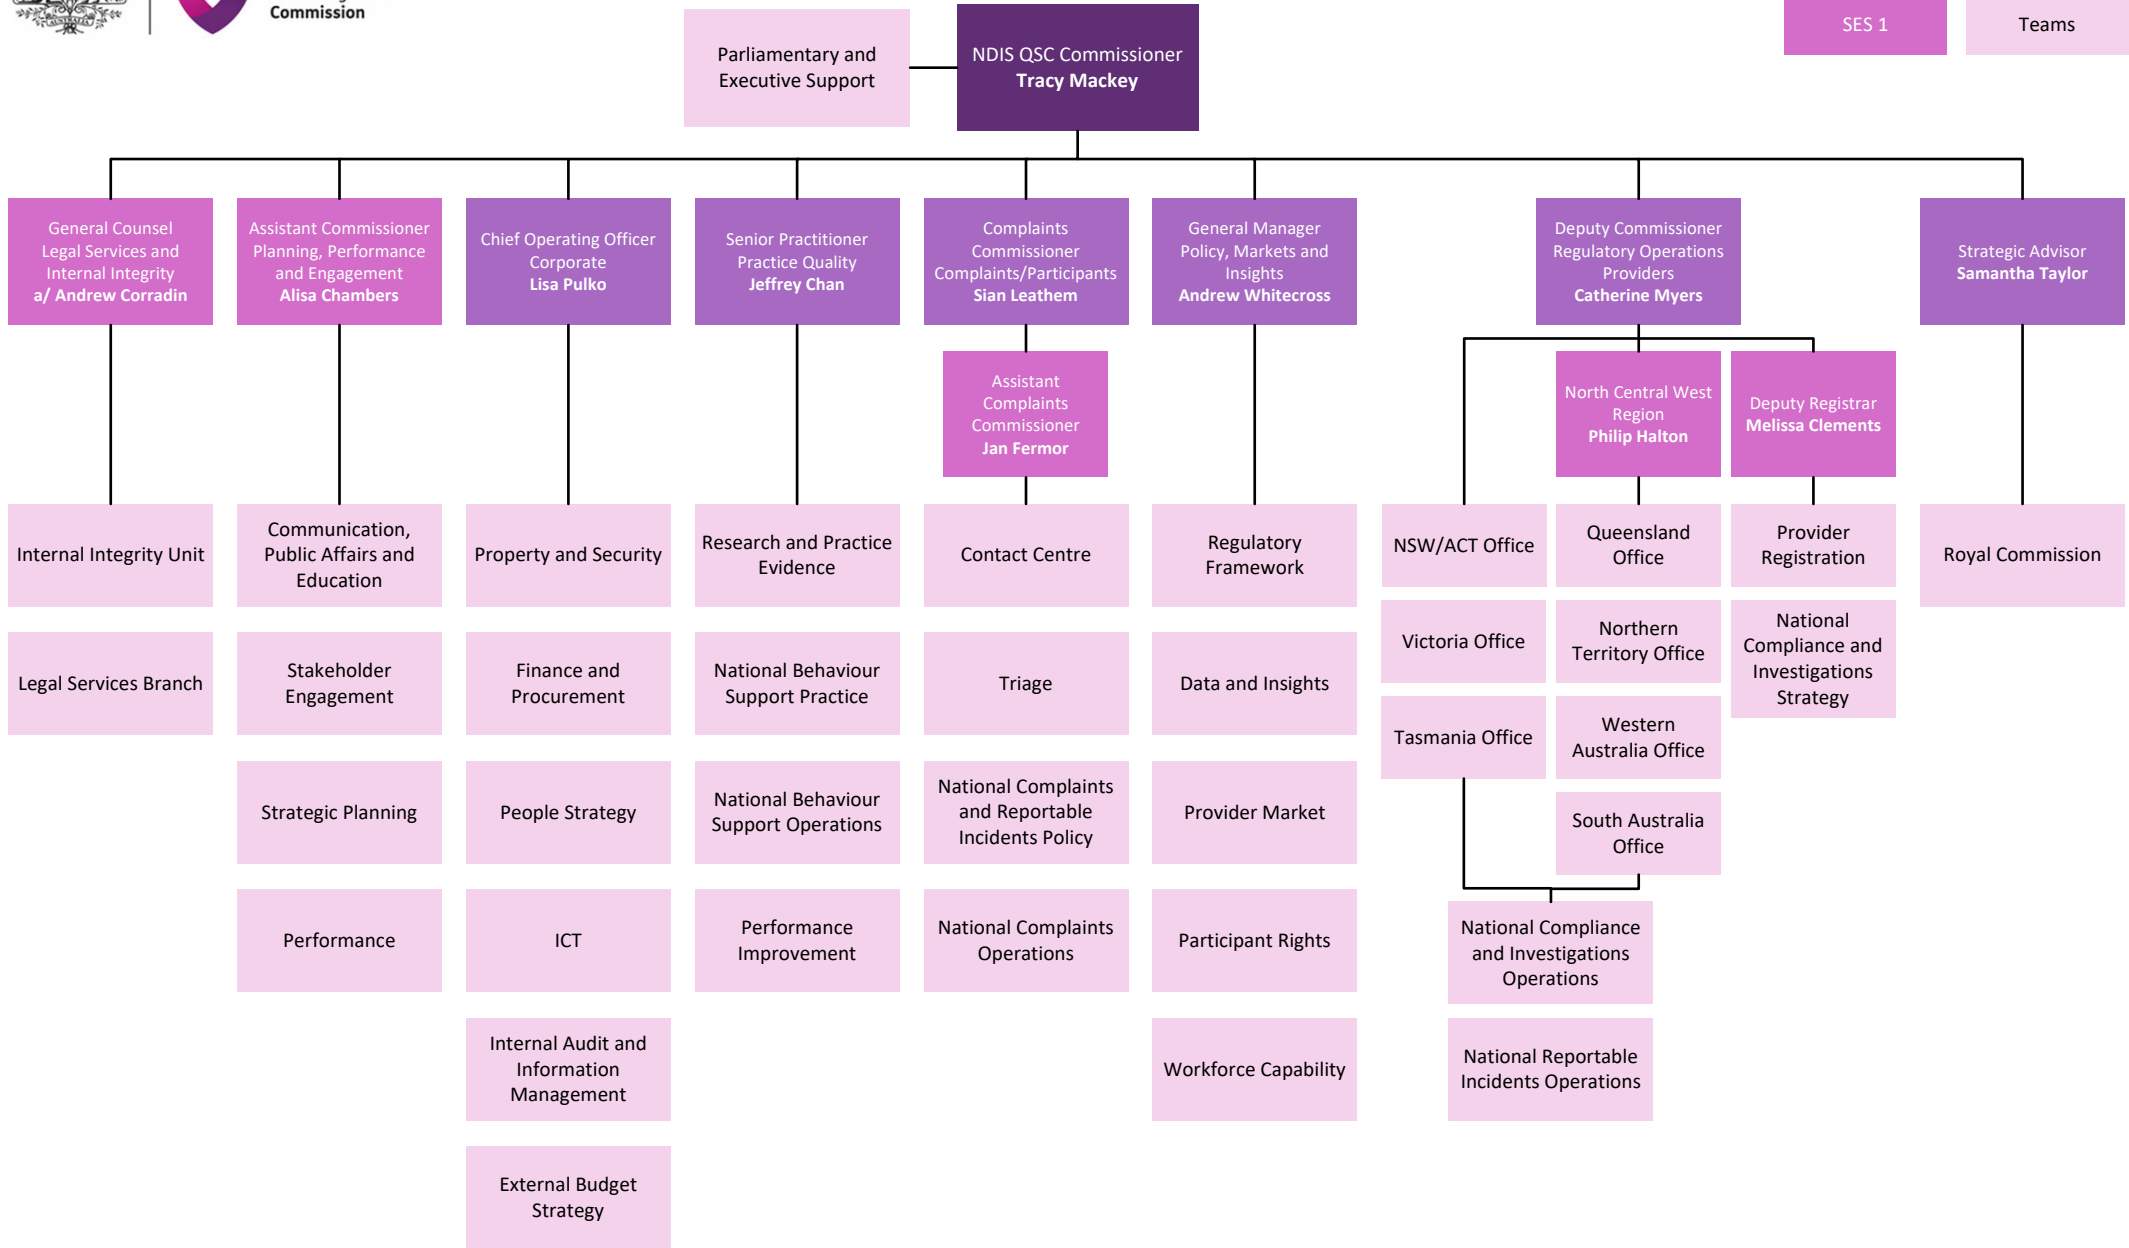 AUSTRALIA
Commission
SES 1
Teams
Parliamentary and
Executive Support
NDIS QSC Commissioner
Tracy Mackey
General Counsel
Legal Services and
Internal Integrity
a/ Andrew Corradin
Assistant Commissioner
Planning, Performance
and Engagement
Alisa Chambers
Chief Operating Officer
Corporate
Lisa Pulko
Senior Practitioner
Practice Quality
Jeffrey Chan
Complaints
Commissioner
Complaints/Participants
Sian Leathem
General Manager
Policy, Markets and
Insights
Andrew Whitecross
Deputy Commissioner
Regulatory Operations
Providers
Catherine Myers
Strategic Advisor
Samantha Taylor
Assistant
Complaints
Commissioner
Jan Fermor
North Central West
Region
Philip Halton
Deputy Registrar
Melissa Clements
Internal Integrity Unit
Legal Services Branch
Communication,
Public Affairs and
Education
Stakeholder
Engagement
Strategic Planning
Performance
Property and Security
Finance and
Procurement
People Strategy
ICT
Internal Audit and
Information
Management
External Budget
Strategy
Research and Practice
Evidence
National Behaviour
Support Practice
National Behaviour
Support Operations
Performance
Improvement
Contact Centre
Triage
National Complaints
and Reportable
Incidents Policy
National Complaints
Operations
Regulatory
Framework
Data and Insights
Provider Market
Participant Rights
Workforce Capability
NSW/ACT Office
Victoria Office
Tasmania Office
Queensland
Office
Northern
Territory Office
Western
Australia Office
South Australia
Office
National Compliance
and Investigations
Operations
National Reportable
Incidents Operations
Provider
Registration
National
Compliance and
Investigations
Strategy
Royal Commission